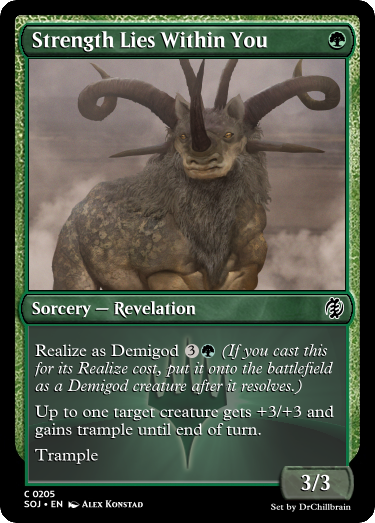 Strength Lies Within You
Sorcery — Revelation
Realize as Demigod 3 (If you cast this
for its Realize cost, put it onto the battlefield
as a Demigod creature after it resolves.)
Up to one target creature gets +3/+3 and
gains trample until end of turn.
Trample
3/3
C 0205
SOJ • EN Alex Konstad
Set by DrChillbrain